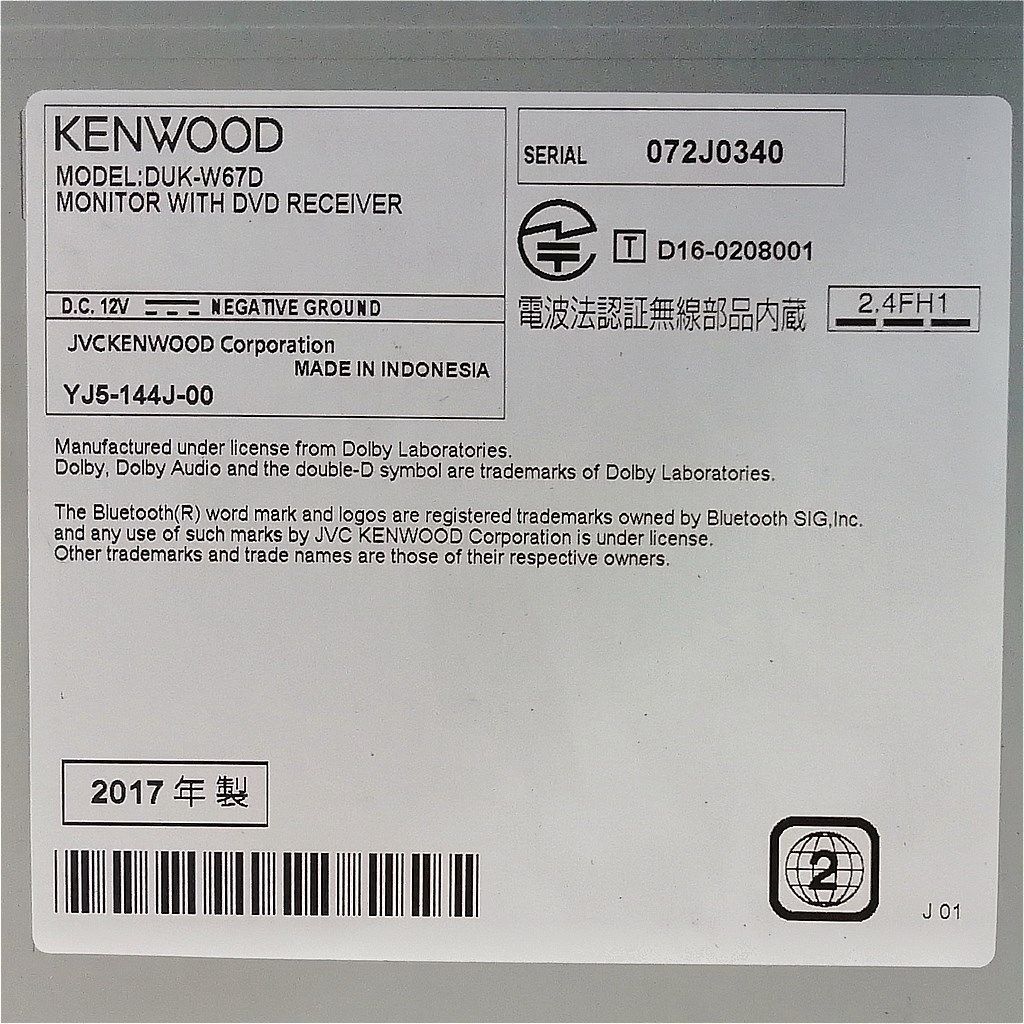 KENWOOD
MODEL:DUK-W67D
MONITOR WITH DVD RECEIVER
SERIAL 072J0340
T D16-0208001
電波法認証無線部品内蔵 2.4FH1
D.C. 12V NEGATIVE GROUND
JVCKENWOOD Corporation
MADE IN INDONESIA
YJ5-144J-00
Manufactured under license from Dolby Laboratories.
Dolby, Dolby Audio and the double-D symbol are trademarks of Dolby Laboratories.
The Bluetooth(R) word mark and logos are registered trademarks owned by Bluetooth SIG,Inc.
and any use of such marks by JVC KENWOOD Corporation is under license.
Other trademarks and trade names are those of their respective owners.
2017 年 製
2
J 01